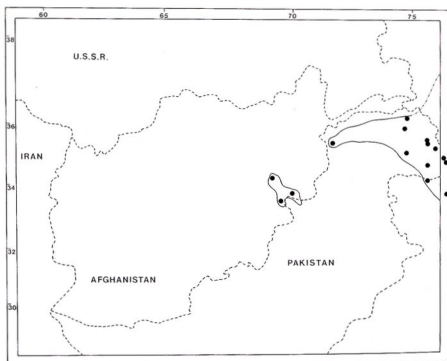 60 65 70 75
38
U.S.S.R.
36
IRAN
34
32
PAKISTAN
AFGHANISTAN
30